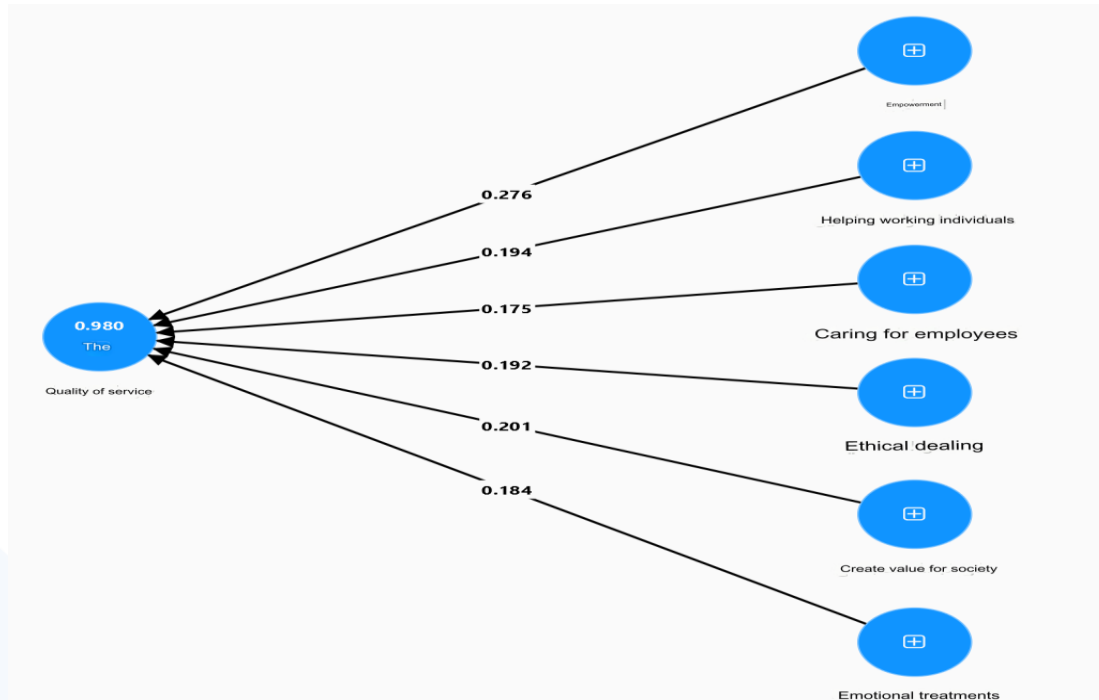 Empowerment
0.276
Helping working individuals
0.194
Caring for employees
0.175
0.980
The
Quality of service
0.192
Ethical dealing
0.201
Create value for society
0.184
Emotional treatments